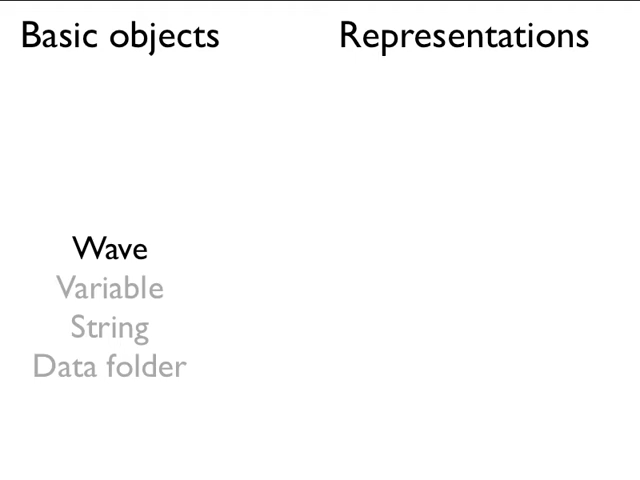 Basic objects
Representations
Wave
Variable
String
Data folder